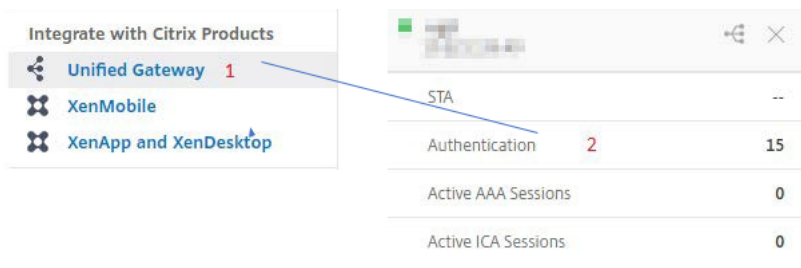 Integrate with Citrix Products
Unified Gateway 1
XenMobile
XenApp and XenDesktop
STA --
Authentication 2 15
Active AAA Sessions 0
Active ICA Sessions 0